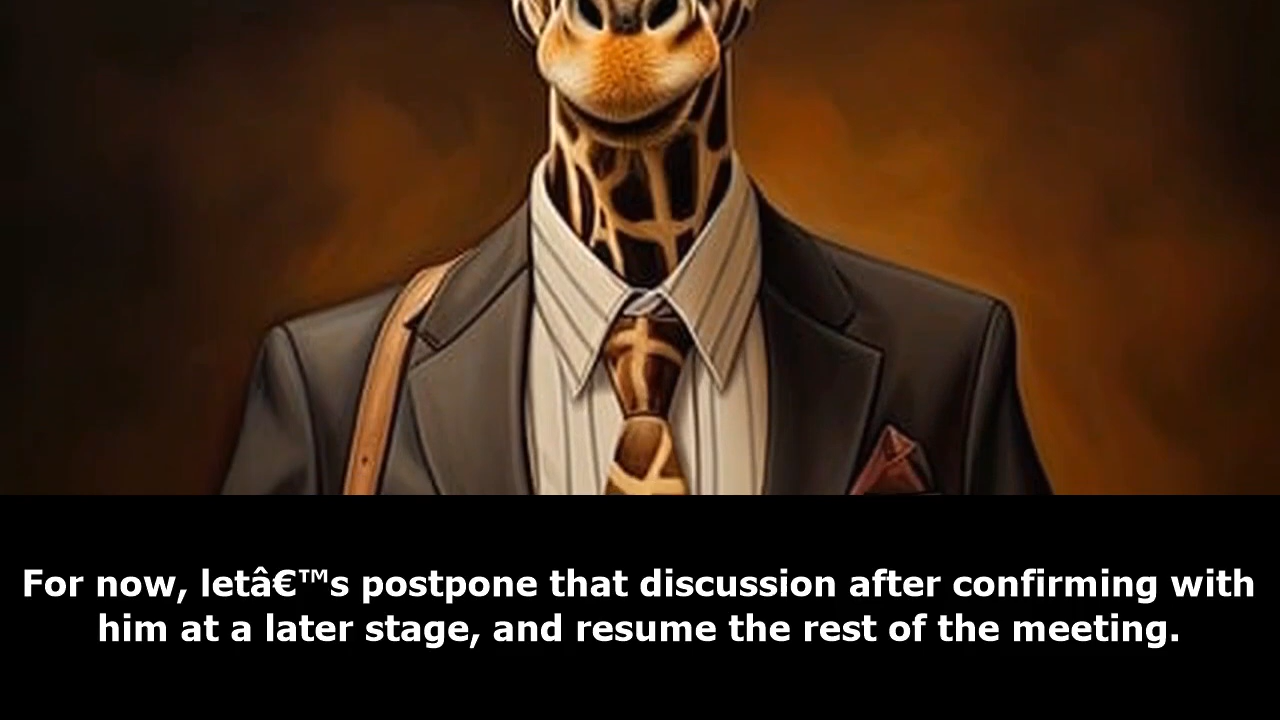 For now, letâ€™s postpone that discussion after confirming with
him at a later stage, and resume the rest of the meeting.